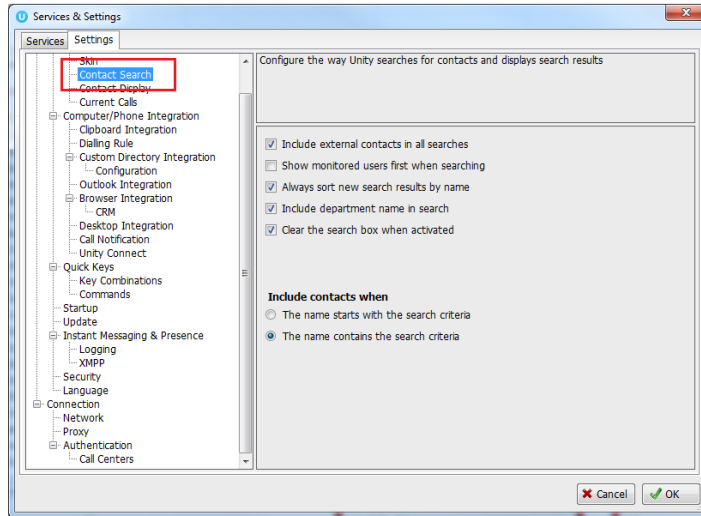 Services & Settings
Services Settings
Skin
Contact Search
Contact Display
Current Calls
Computer/Phone Integration
Clipboard Integration
Dialling Rule
Custom Directory Integration
Configuration
Outlook Integration
Browser Integration
CRM
Desktop Integration
Call Notification
Unity Connect
Quick Keys
Key Combinations
Commands
Startup
Update
Instant Messaging & Presence
Logging
XMPP
Security
Language
Connection
Network
Proxy
Authentication
Call Centers
Configure the way Unity searches for contacts and displays search results
Include external contacts in all searches
Show monitored users first when searching
Always sort new search results by name
Include department name in search
Clear the search box when activated
Include contacts when
The name starts with the search criteria
The name contains the search criteria
Cancel OK